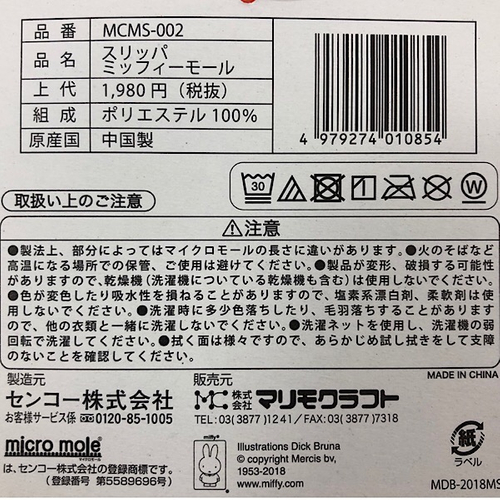 品番 MCMS-002
品名 スリッパ
ミッフィーモール
上代 1,980円（税抜）
組成 ポリエステル 100%
原産国 中国製
4 979274 010854
30
W
取扱い上のご注意
⚠注意
●製法上、部分によってはマイクロモールの長さに違いがあります。●火のそばなど
高温になる場所での保管、ご使用は避けてください。●製品が変形、破損する可能性
がありますので、乾燥機（洗濯機についている乾燥機も含む）は使用しないでください。
●色が変色したり吸水性を損ねることがありますので、塩素系漂白剤、柔軟剤は使
用しないでください。●洗濯時に多少色落ちしたり、毛羽落ちすることがあります
ので、他の衣類と一緒に洗濯しないでください。●洗濯ネットを使用し、洗濯機の弱
回転で洗濯してください。●拭く面は様々ですので、あらかじめ試し拭きをして支障
のないことを確認してください。
MADE IN CHINA
製造元
センコー株式会社
お客様サービス係 0120-85-1005
販売元
MC 株式会社 マリモクラフト
TEL:03(3877)1241/FAX:03(3877)7318
micro mole
マイクロモール
は、センコー株式会社の登録商標です。
(登録番号 第5589696号)
miffy
Illustrations Dick Bruna
© copyright Mercis bv,
1953-2018
www.miffy.com
紙
ラベル
MDB-2018MS